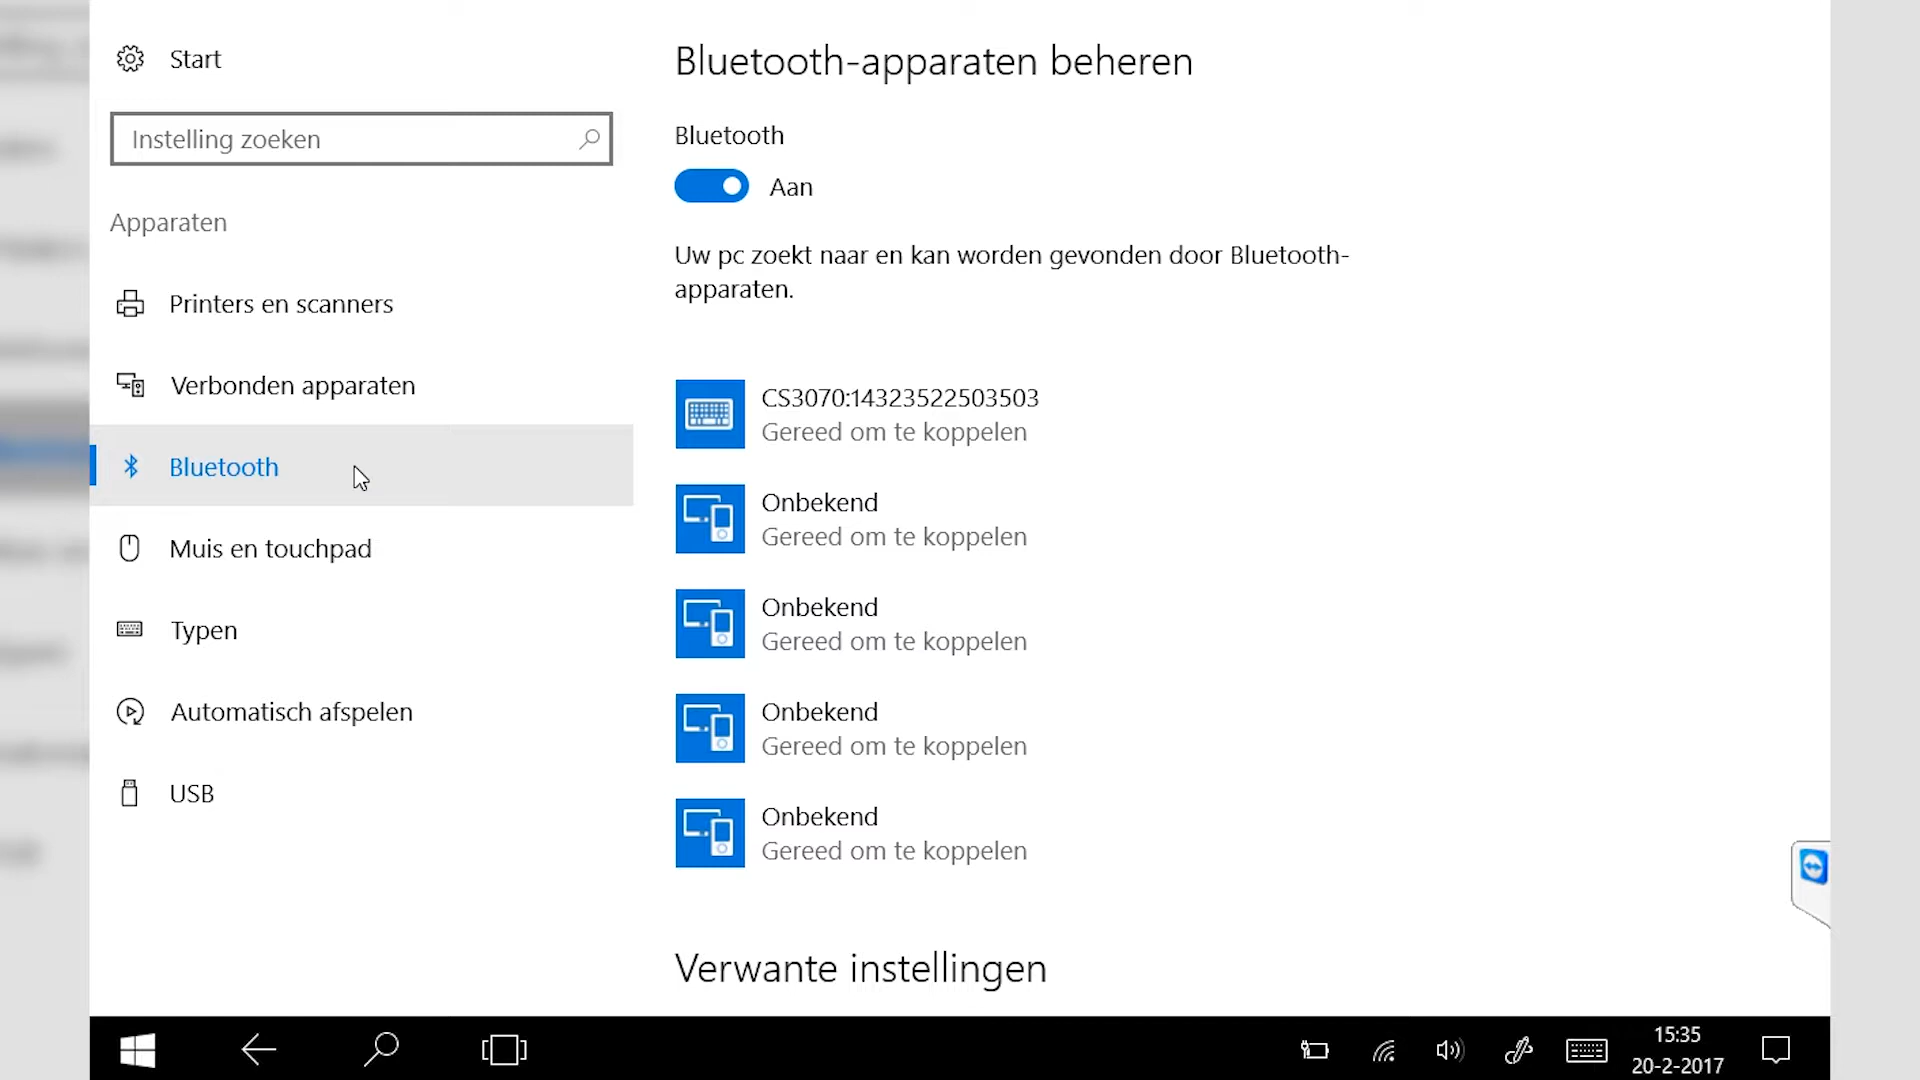 Start
Instelling zoeken
Apparaten
Printers en scanners
Verbonden apparaten
Bluetooth
Muis en touchpad
Typen
Automatisch afspelen
USB
Bluetooth-apparaten beheren
Bluetooth
Aan
Uw pc zoekt naar en kan worden gevonden door Bluetooth-
apparaten.
CS3070:14323522503503
Gereed om te koppelen
Onbekend
Gereed om te koppelen
Onbekend
Gereed om te koppelen
Onbekend
Gereed om te koppelen
Onbekend
Gereed om te koppelen
Verwante instellingen
15:35
20-2-2017